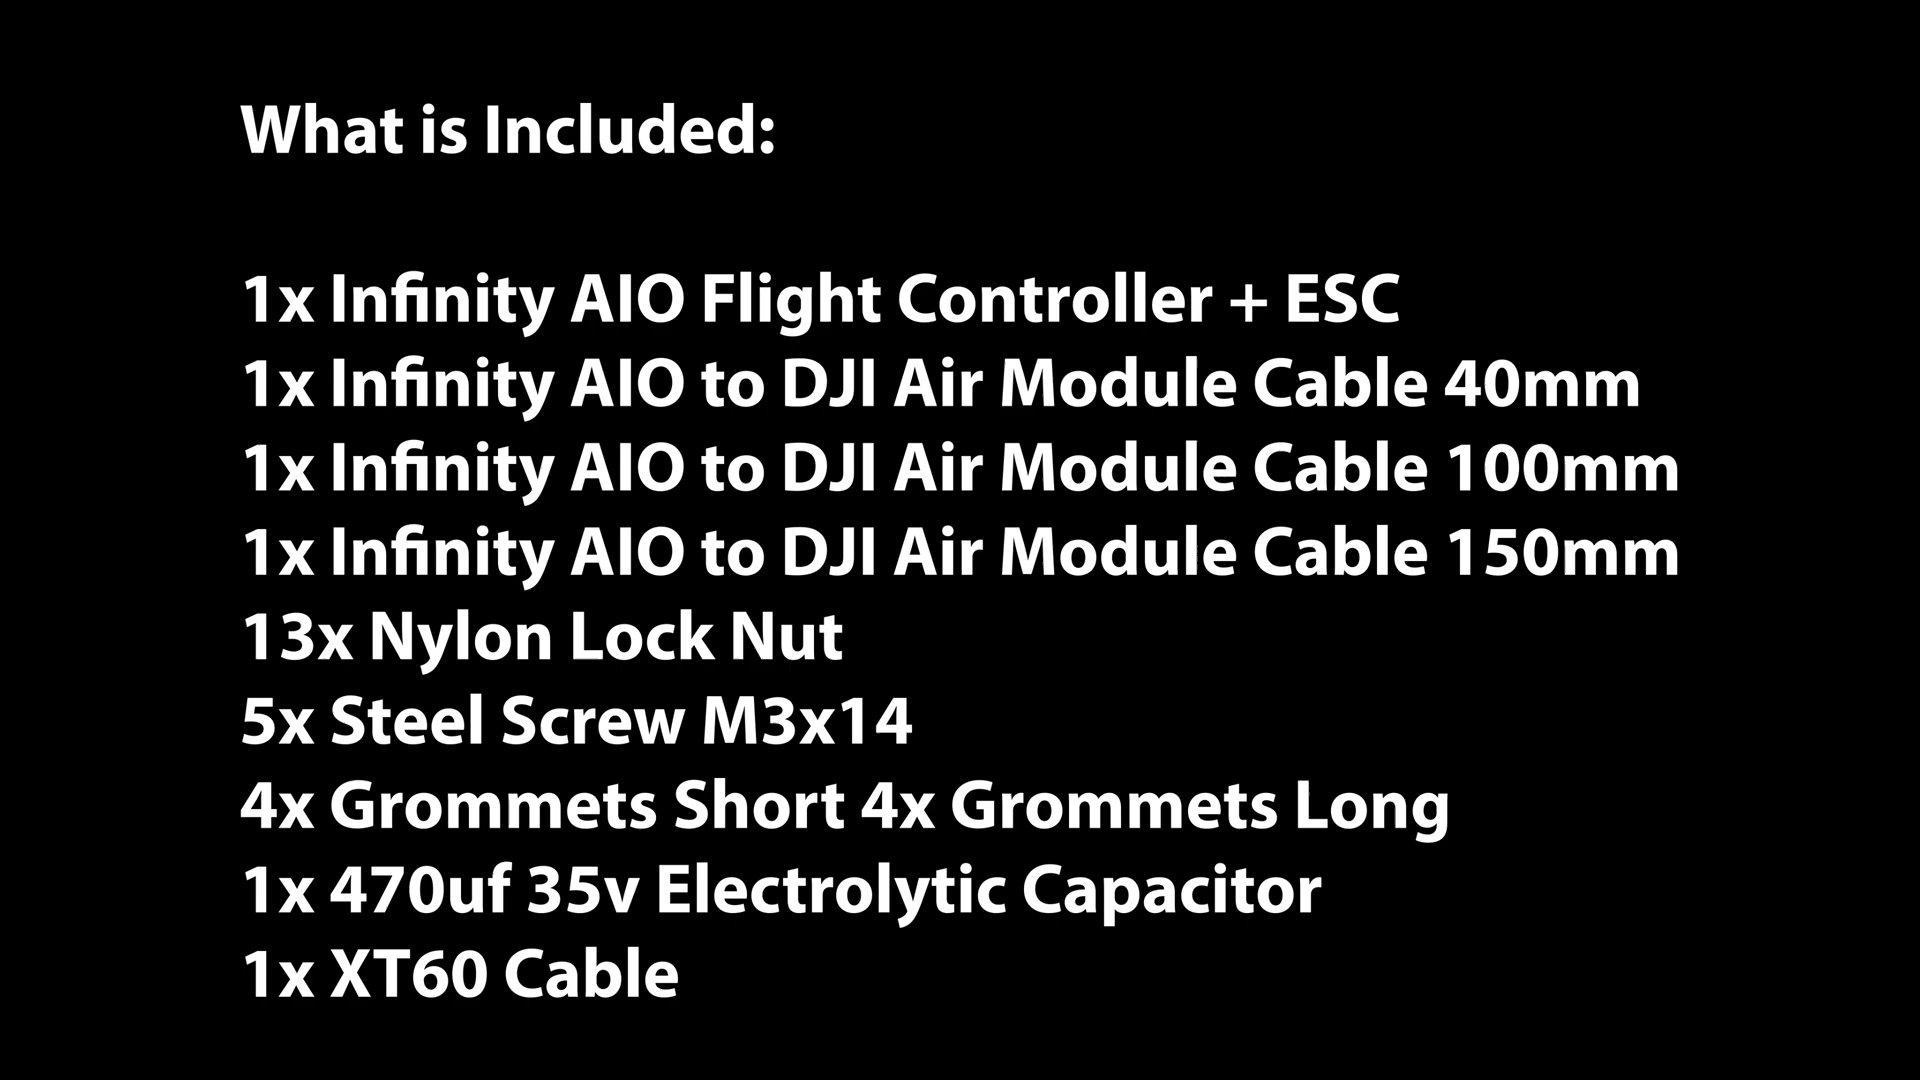 What is Included:
1x Infinity AIO Flight Controller + ESC
1x Infinity AIO to DJI Air Module Cable 40mm
1x Infinity AIO to DJI Air Module Cable 100mm
1x Infinity AIO to DJI Air Module Cable 150mm
13x Nylon Lock Nut
5x Steel Screw M3x14
4x Grommets Short 4x Grommets Long
1x 470uf 35v Electrolytic Capacitor
1x XT60 Cable